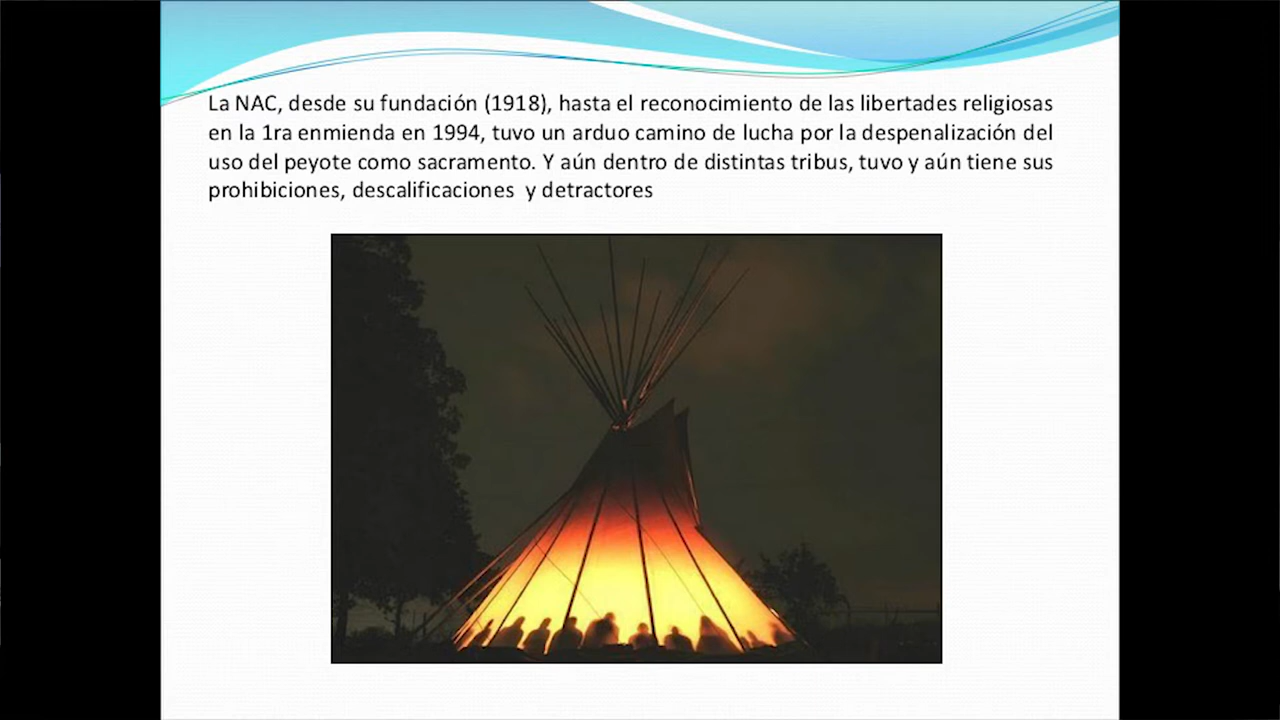 La NAC, desde su fundación (1918), hasta el reconocimiento de las libertades religiosas
en la 1ra enmienda en 1994, tuvo un arduo camino de lucha por la despenalización del
uso del peyote como sacramento. Y aún dentro de distintas tribus, tuvo y aún tiene sus
prohibiciones, descalificaciones  y detractores